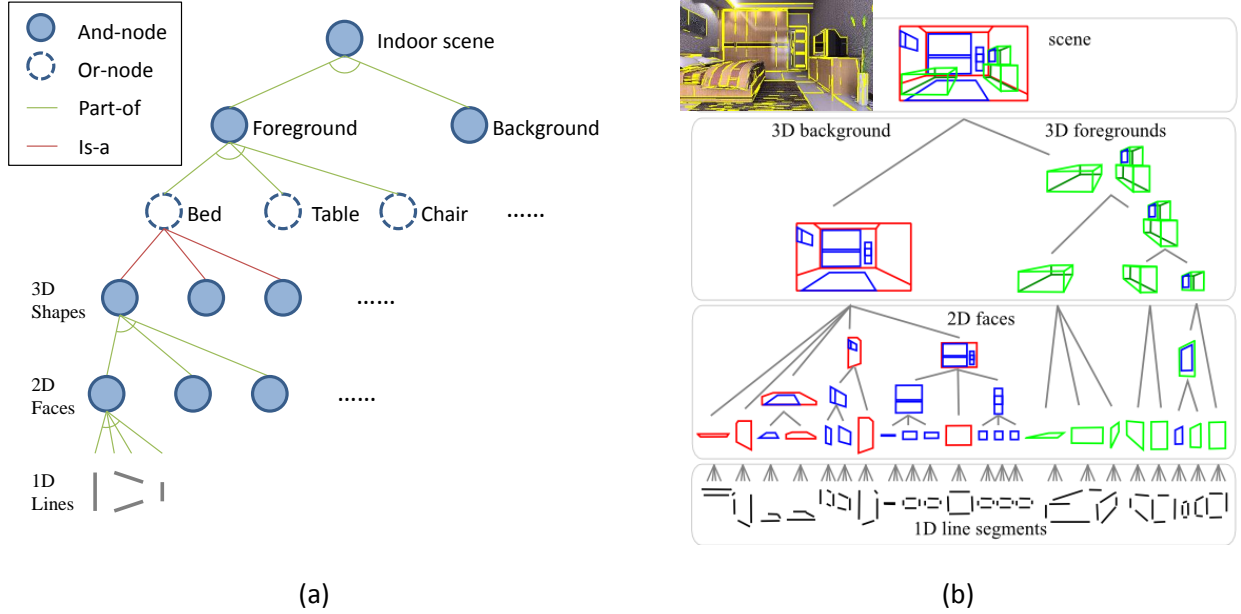 And-node
Or-node
Part-of
Is-a
Indoor scene
Foreground
Background
Bed
Table
Chair
......
3D
Shapes
......
2D
Faces
......
1D
Lines
(a)
scene
3D background
3D foregrounds
2D faces
1D line segments
(b)